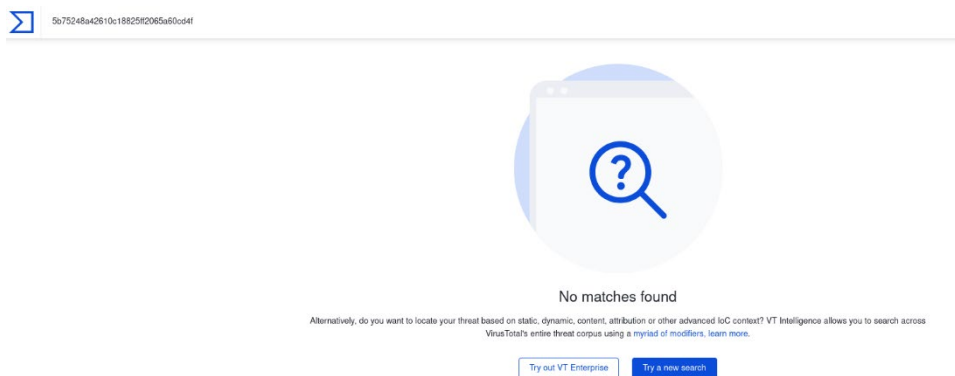 5b75248a42610c18825ff2065a60cd4f
No matches found
Alternatively, do you want to locate your threat based on static, dynamic, content, attribution or other advanced IoC context? VT Intelligence allows you to search across
VirusTotal's entire threat corpus using a myriad of modifiers, learn more.
Try out VT Enterprise Try a new search